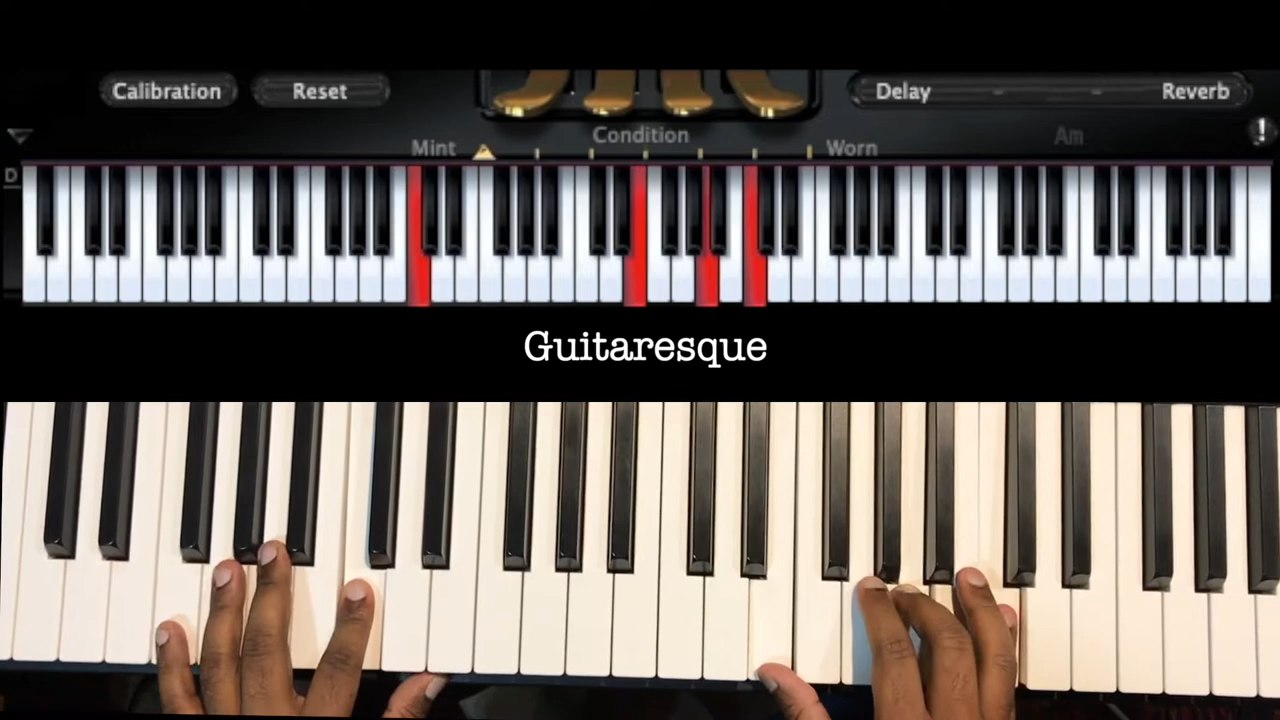 Calibration Reset Delay Reverb
Mint Condition Worn Am !
D
Guitaresque